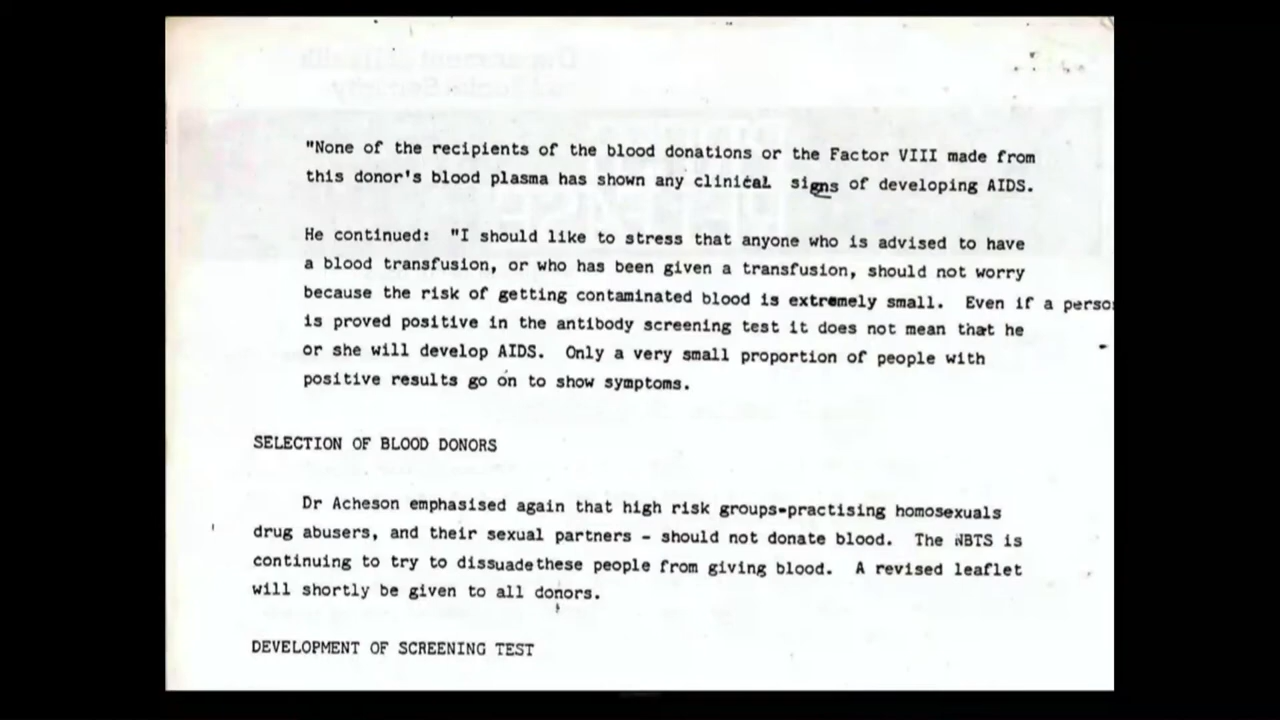 "None of the recipients of the blood donations or the Factor VIII made from
this donor's blood plasma has shown any clinical signs of developing AIDS.
He continued: "I should like to stress that anyone who is advised to have
a blood transfusion, or who has been given a transfusion, should not worry
because the risk of getting contaminated blood is extremely small. Even if a perso
is proved positive in the antibody screening test it does not mean that he
or she will develop AIDS. Only a very small proportion of people with
positive results go on to show symptoms.
SELECTION OF BLOOD DONORS
Dr Acheson emphasised again that high risk groups-practising homosexuals
drug abusers, and their sexual partners - should not donate blood. The NBTS is
continuing to try to dissuadethese people from giving blood. A revised leaflet
will shortly be given to all donors.
DEVELOPMENT OF SCREENING TEST